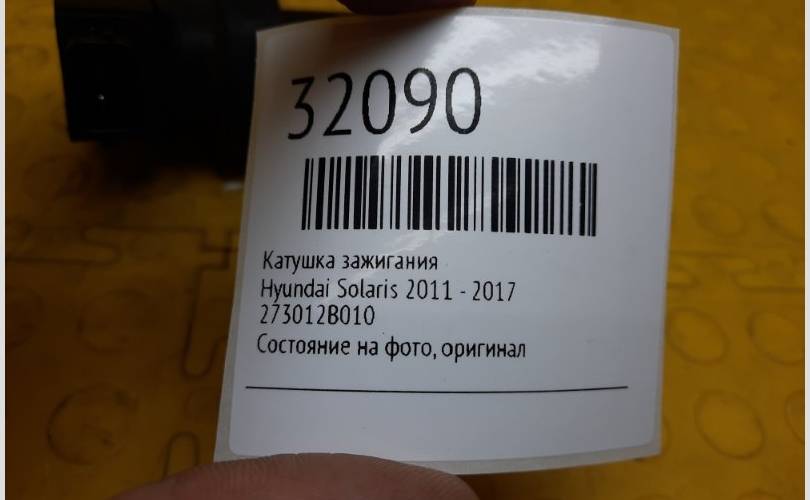 32090
Катушка зажигания
Hyundai Solaris 2011 - 2017
273012B010
Состояние на фото, оригинал